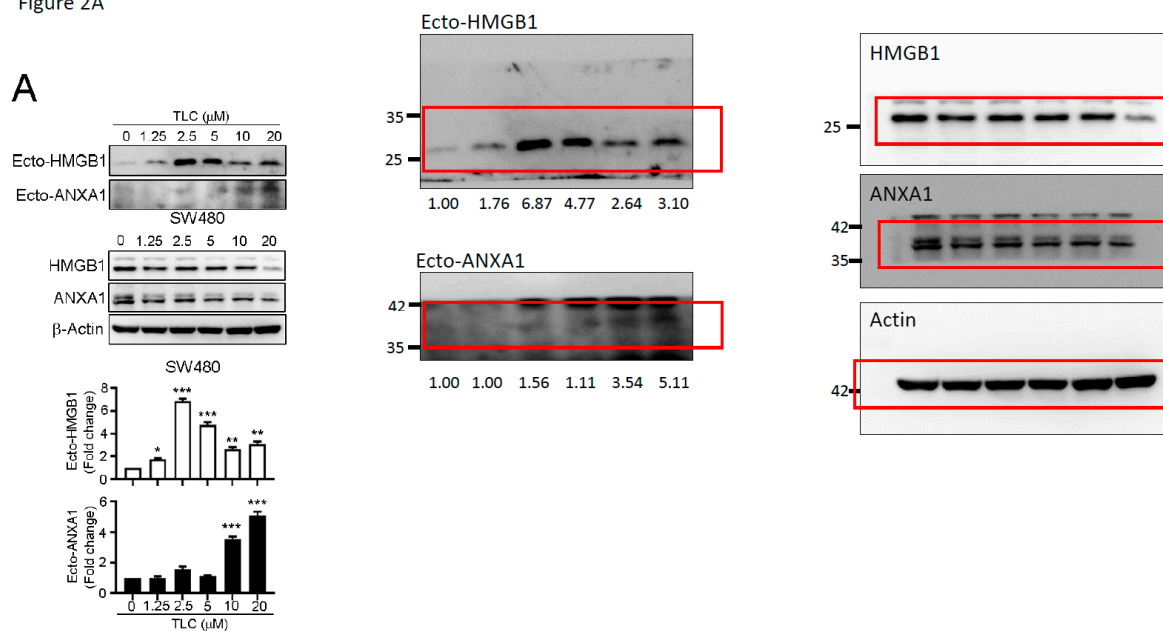 Figure 2A
A
TLC (μM)
0 1.25 2.5 5 10 20
Ecto-HMGB1
Ecto-ANXA1
SW480
0 1.25 2.5 5 10 20
HMGB1
ANXA1
β-Actin
SW480
Ecto-HMGB1
(Fold change)
8
6
4
2
0
*
***
***
**
**
Ecto-ANXA1
(Fold change)
6
4
2
0
***
***
0 1.25 2.5 5 10 20
TLC (μM)
Ecto-HMGB1
35
25
1.00 1.76 6.87 4.77 2.64 3.10
Ecto-ANXA1
42
35
1.00 1.00 1.56 1.11 3.54 5.11
HMGB1
25
ANXA1
42
35
Actin
42